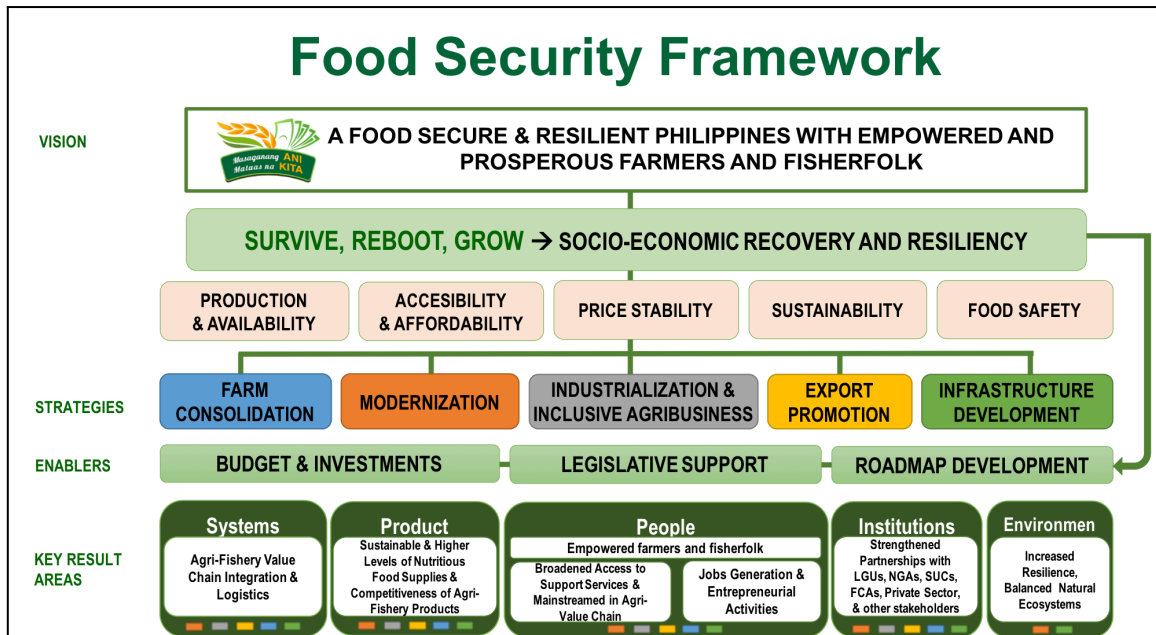 Food Security Framework
VISION
Masaganang ANI
Mataas na KITA
A FOOD SECURE & RESILIENT PHILIPPINES WITH EMPOWERED AND
PROSPEROUS FARMERS AND FISHERFOLK
SURVIVE, REBOOT, GROW → SOCIO-ECONOMIC RECOVERY AND RESILIENCY
PRODUCTION
& AVAILABILITY
ACCESIBILITY
& AFFORDABILITY
PRICE STABILITY
SUSTAINABILITY
FOOD SAFETY
STRATEGIES
FARM
CONSOLIDATION
MODERNIZATION
INDUSTRIALIZATION &
INCLUSIVE AGRIBUSINESS
EXPORT
PROMOTION
INFRASTRUCTURE
DEVELOPMENT
ENABLERS
BUDGET & INVESTMENTS
LEGISLATIVE SUPPORT
ROADMAP DEVELOPMENT
KEY RESULT
AREAS
Systems
Agri-Fishery Value
Chain Integration &
Logistics
Product
Sustainable & Higher
Levels of Nutritious
Food Supplies &
Competitiveness of Agri-
Fishery Products
People
Empowered farmers and fisherfolk
Broadened Access to
Support Services &
Mainstreamed in Agri-
Value Chain
Jobs Generation &
Entrepreneurial
Activities
Institutions
Strengthened
Partnerships with
LGUs, NGAs, SUCs,
FCAs, Private Sector,
& other stakeholders
Environmen
Increased
Resilience,
Balanced Natural
Ecosystems